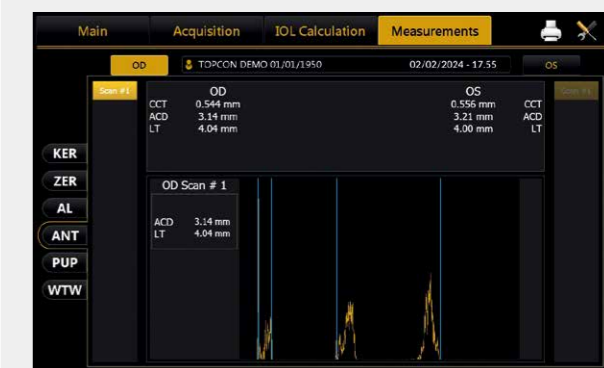 Main Acquisition IOL Calculation Measurements
OD TOPCON DEMO 01/01/1950 02/02/2024 - 17.55 OS
Scan #1 OD OS Scan #1
CCT 0.544 mm 0.556 mm CCT
ACD 3.14 mm 3.21 mm ACD
LT 4.04 mm 4.00 mm LT
KER
ZER
AL
ANT
PUP
WTW
OD Scan # 1
ACD 3.14 mm
LT 4.04 mm